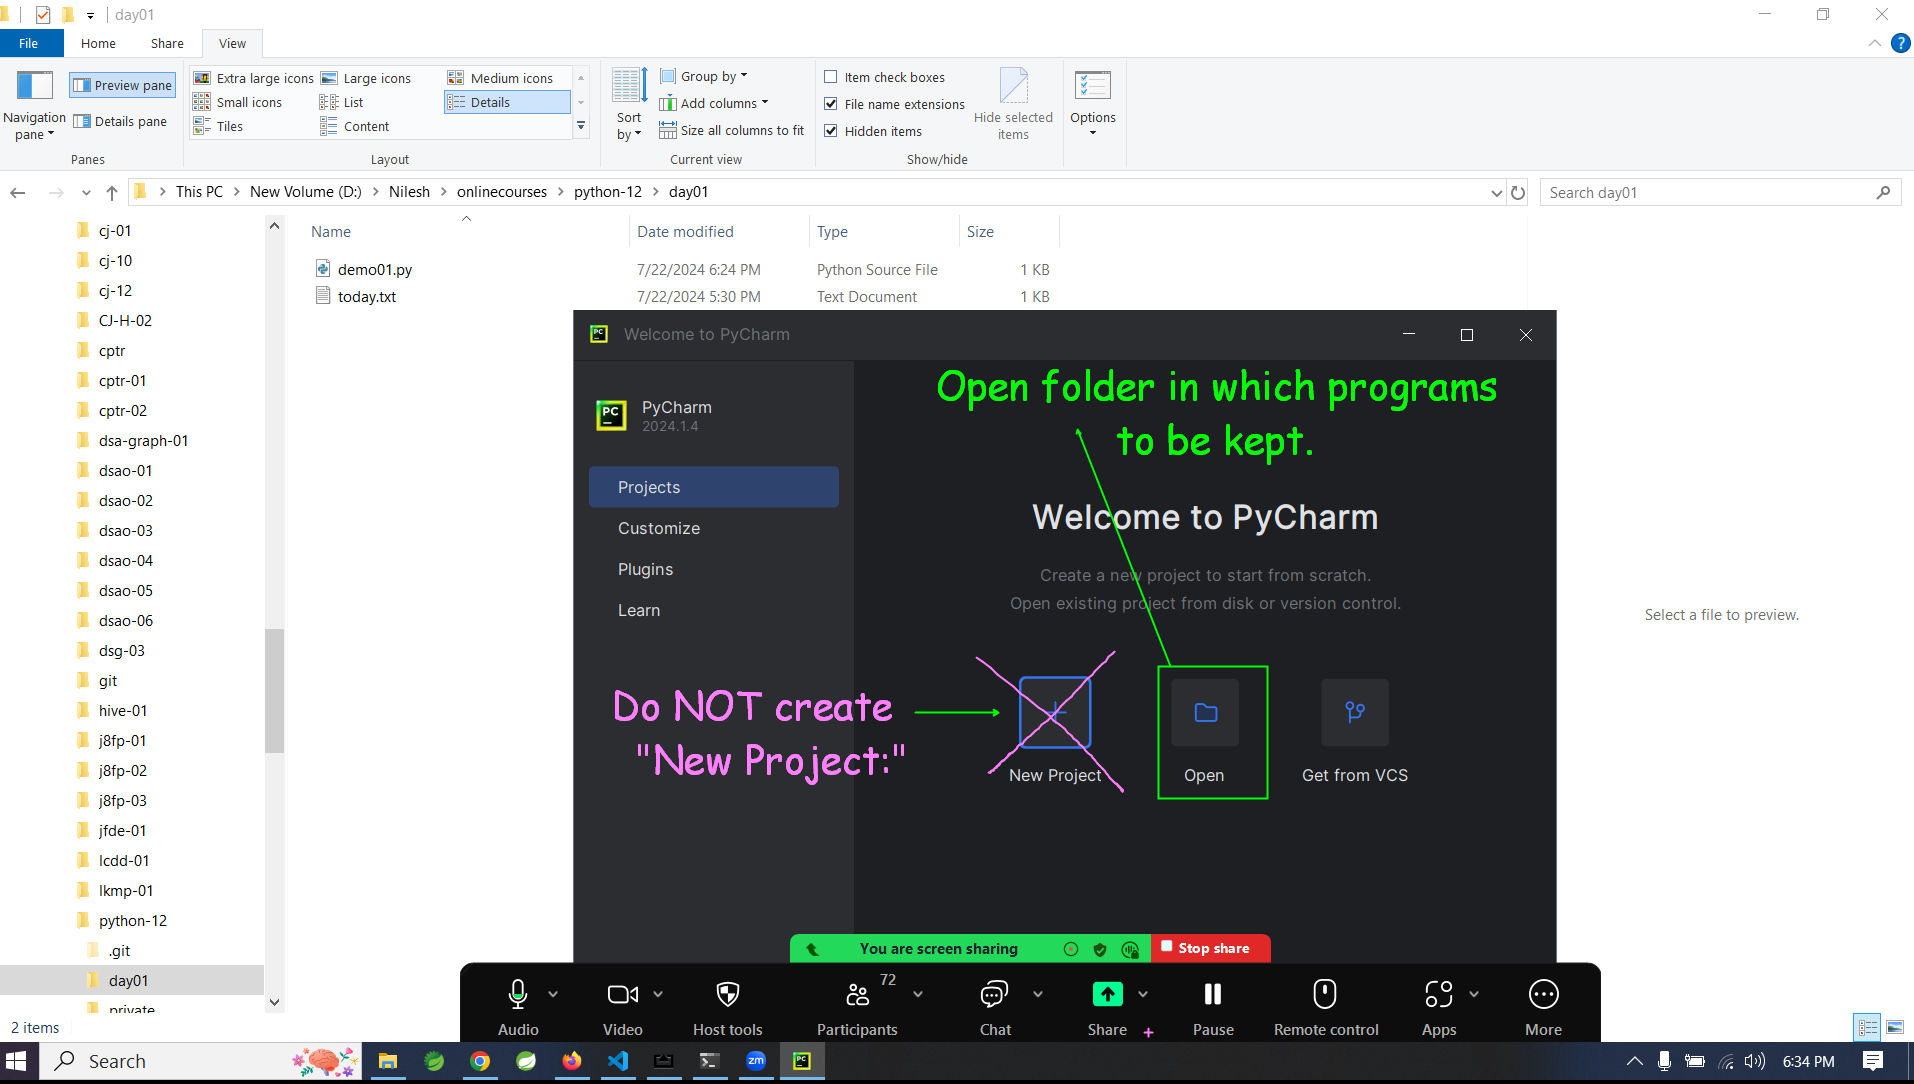 day01
File Home Share View
Navigation pane
Preview pane
Details pane
Panes
Extra large icons Large icons Medium icons
Small icons List Details
Tiles Content
Layout
Sort by
Group by
Add columns
Size all columns to fit
Current view
Item check boxes
File name extensions
Hidden items
Hide selected items
Show/hide
Options
This PC > New Volume (D:) > Nilesh > onlinecourses > python-12 > day01
Search day01
cj-01
cj-10
cj-12
CJ-H-02
cptr
cptr-01
cptr-02
dsa-graph-01
dsao-01
dsao-02
dsao-03
dsao-04
dsao-05
dsao-06
dsg-03
git
hive-01
j8fp-01
j8fp-02
j8fp-03
jfde-01
lcdd-01
lkmp-01
python-12
.git
day01
private
Name Date modified Type Size
demo01.py 7/22/2024 6:24 PM Python Source File 1 KB
today.txt 7/22/2024 5:30 PM Text Document 1 KB
Select a file to preview.
PC Welcome to PyCharm
PC PyCharm
2024.1.4
Projects
Customize
Plugins
Learn
Open folder in which programs
to be kept.
Welcome to PyCharm
Create a new project to start from scratch.
Open existing project from disk or version control.
Do NOT create
"New Project:"
New Project Open Get from VCS
You are screen sharing Stop share
72
Audio Video Host tools Participants Chat Share Pause Remote control Apps More
2 items
Search
zm
PC
6:34 PM